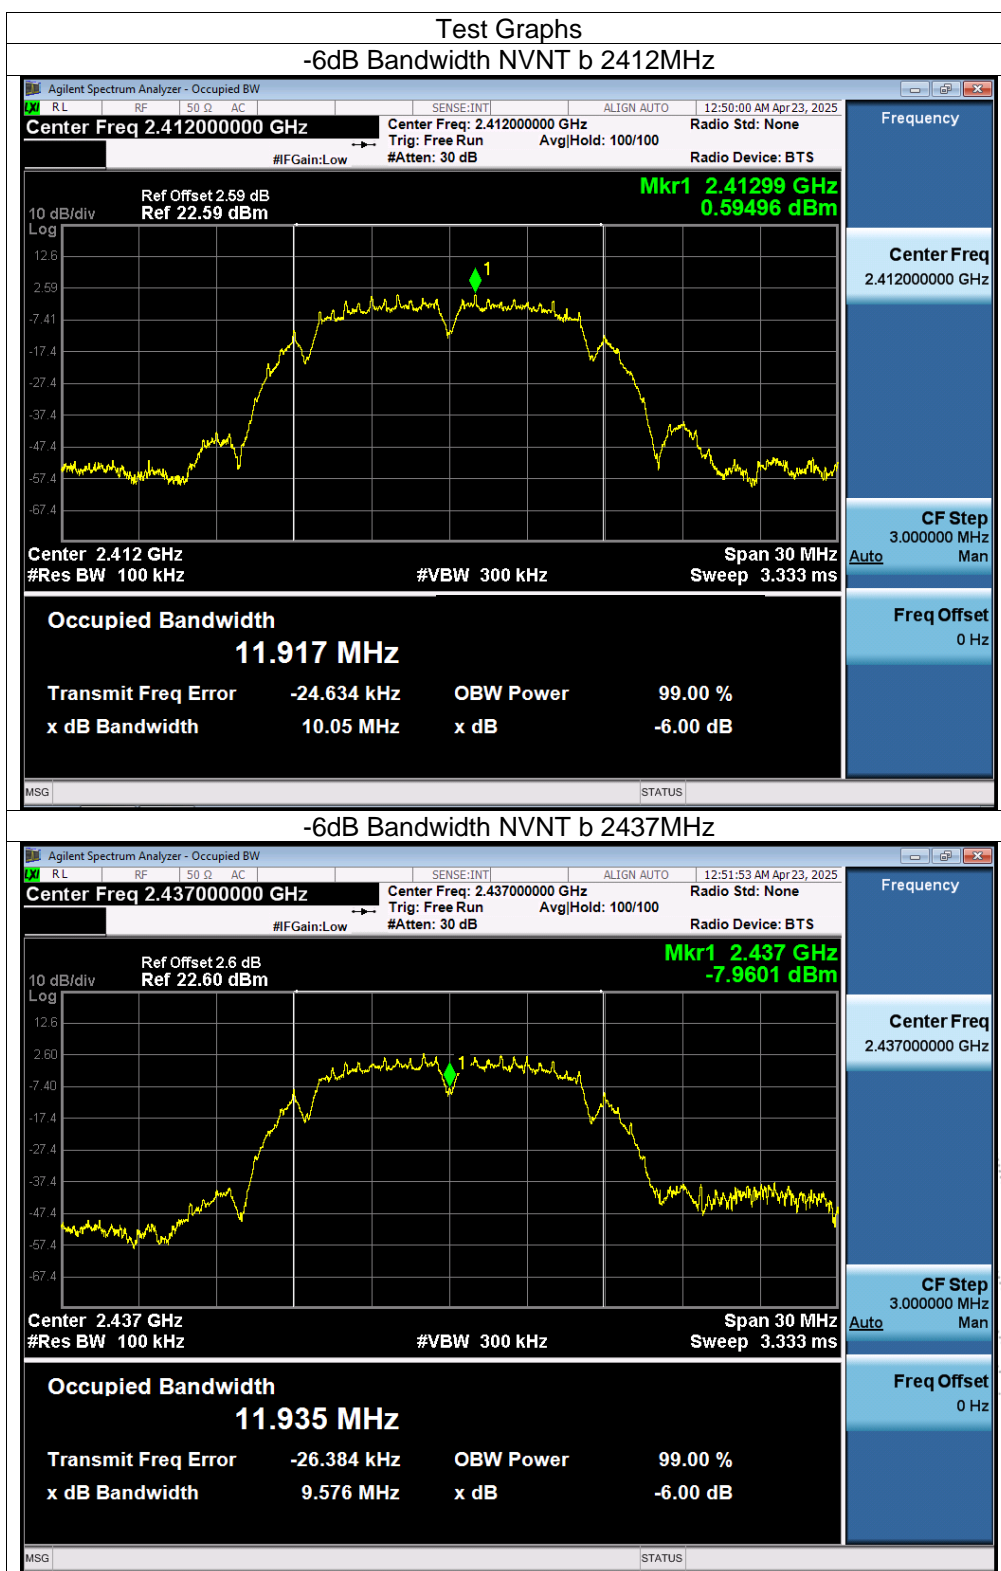 Test Graphs
-6dB Bandwidth NVNT b 2412MHz
Agilent Spectrum Analyzer - Occupied BW
LXI RL RF 50 Ω AC SENSE:INT ALIGN AUTO 12:50:00 AM Apr 23, 2025
Center Freq 2.412000000 GHz Center Freq: 2.412000000 GHz Radio Std: None Frequency
Trig: Free Run Avg|Hold: 100/100
#IFGain:Low #Atten: 30 dB Radio Device: BTS
Mkr1 2.41299 GHz
Ref Offset 2.59 dB 0.59496 dBm
10 dB/div Ref 22.59 dBm
Log
Center Freq
2.412000000 GHz
12.6
1
2.59
-7.41
-17.4
-27.4
-37.4
-47.4
-57.4
-67.4
CF Step
3.000000 MHz
Auto Man
Center 2.412 GHz Span 30 MHz
#Res BW 100 kHz #VBW 300 kHz Sweep 3.333 ms
Occupied Bandwidth Freq Offset
0 Hz
11.917 MHz
Transmit Freq Error -24.634 kHz OBW Power 99.00 %
x dB Bandwidth 10.05 MHz x dB -6.00 dB
MSG STATUS
-6dB Bandwidth NVNT b 2437MHz
Agilent Spectrum Analyzer - Occupied BW
LXI RL RF 50 Ω AC SENSE:INT ALIGN AUTO 12:51:53 AM Apr 23, 2025
Center Freq 2.437000000 GHz Center Freq: 2.437000000 GHz Radio Std: None Frequency
Trig: Free Run Avg|Hold: 100/100
#IFGain:Low #Atten: 30 dB Radio Device: BTS
Mkr1 2.437 GHz
Ref Offset 2.6 dB -7.9601 dBm
10 dB/div Ref 22.60 dBm
Log
Center Freq
2.437000000 GHz
12.6
2.60
1
-7.40
-17.4
-27.4
-37.4
-47.4
-57.4
-67.4
CF Step
3.000000 MHz
Auto Man
Center 2.437 GHz Span 30 MHz
#Res BW 100 kHz #VBW 300 kHz Sweep 3.333 ms
Occupied Bandwidth Freq Offset
0 Hz
11.935 MHz
Transmit Freq Error -26.384 kHz OBW Power 99.00 %
x dB Bandwidth 9.576 MHz x dB -6.00 dB
MSG STATUS